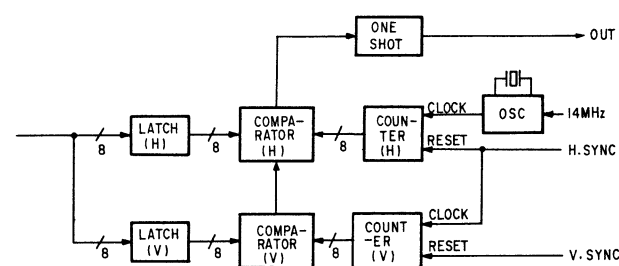 ONE
SHOT
OUT
OSC
14MHz
CLOCK
LATCH
(H)
8
8
COMPA-
RATOR
(H)
8
COUN-
TER
(H)
RESET
H.SYNC
CLOCK
LATCH
(V)
8
8
COMPA-
RATOR
(V)
8
COUNT
-ER
(V)
RESET
V.SYNC